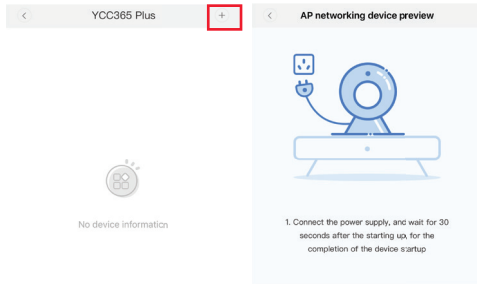 YCC365 Plus
No device information
AP networking device preview
1. Connect the power supply, and wait for 30
seconds after the starting up, for the
completion of the device startup